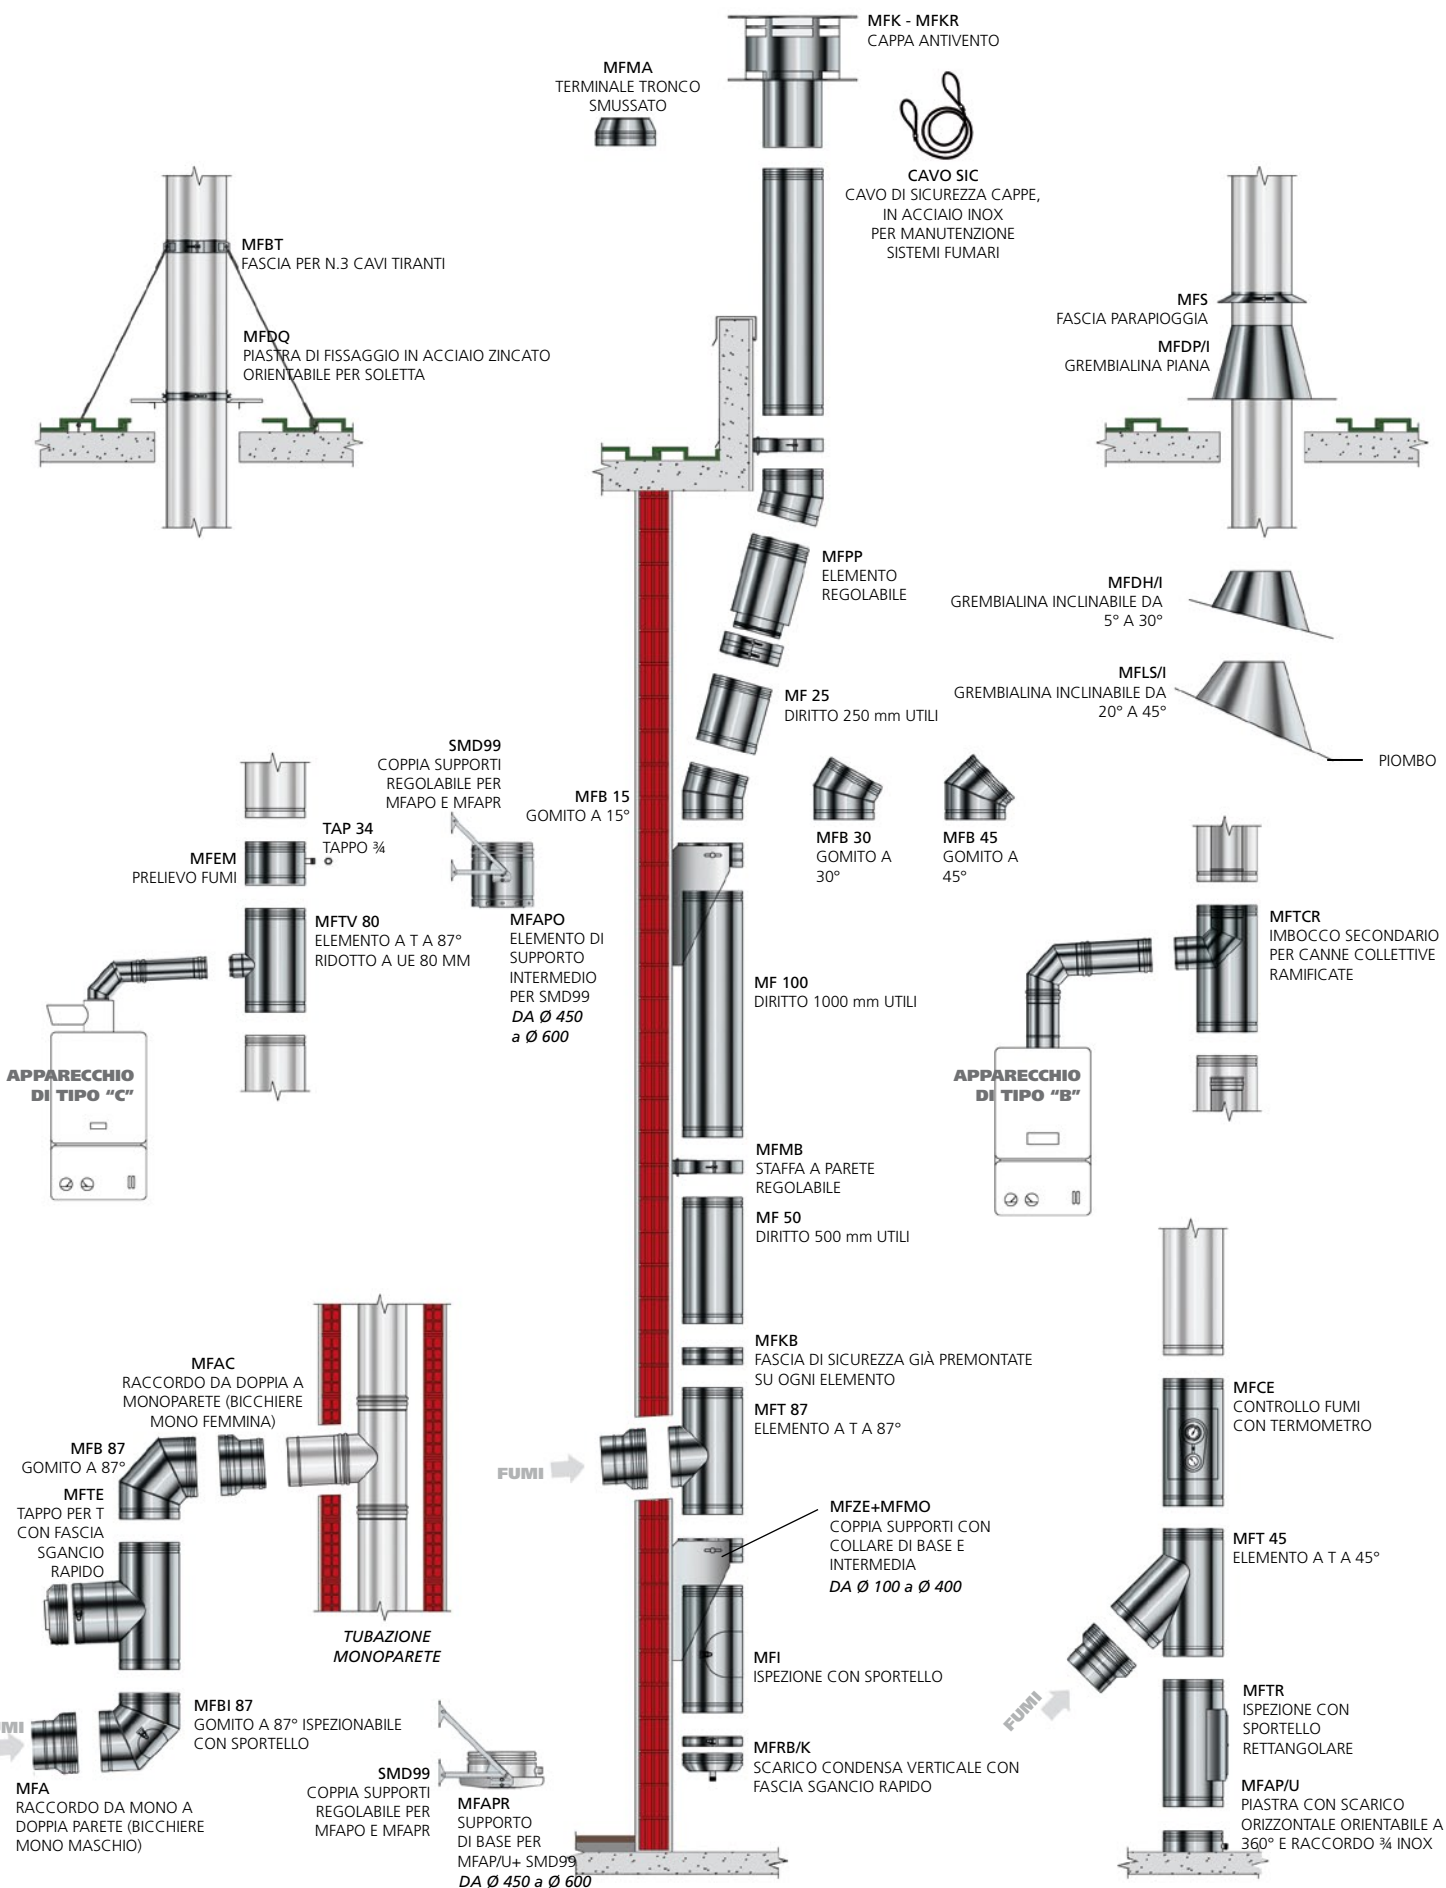 MFK - MFKR
CAPPA ANTIVENTO
MFMA
TERMINALE TRONCO
SMUSSATO
CAVO SIC
CAVO DI SICUREZZA CAPPE,
IN ACCIAIO INOX
PER MANUTENZIONE
SISTEMI FUMARI
MFBT
FASCIA PER N.3 CAVI TIRANTI
MFDQ
PIASTRA DI FISSAGGIO IN ACCIAIO ZINCATO
ORIENTABILE PER SOLETTA
MFS
FASCIA PARAPIOGGIA
MFDP/I
GREMBIALINA PIANA
MFPP
ELEMENTO
REGOLABILE
MFDH/I
GREMBIALINA INCLINABILE DA
5° A 30°
MFLS/I
GREMBIALINA INCLINABILE DA
20° A 45°
PIOMBO
MF 25
DIRITTO 250 mm UTILI
SMD99
COPPIA SUPPORTI
REGOLABILE PER
MFAPO E MFAPR
MFB 15
GOMITO A 15°
MFB 30
GOMITO A
30°
MFB 45
GOMITO A
45°
TAP 34
TAPPO ¾
MFEM
PRELIEVO FUMI
MFTV 80
ELEMENTO A T A 87°
RIDOTTO A UE 80 MM
MFAPO
ELEMENTO DI
SUPPORTO
INTERMEDIO
PER SMD99
DA Ø 450
a Ø 600
MFTCR
IMBOCCO SECONDARIO
PER CANNE COLLETTIVE
RAMIFICATE
MF 100
DIRITTO 1000 mm UTILI
APPARECCHIO
DI TIPO “C”
APPARECCHIO
DI TIPO “B”
MFMB
STAFFA A PARETE
REGOLABILE
MF 50
DIRITTO 500 mm UTILI
MFKB
FASCIA DI SICUREZZA GIÀ PREMONTATE
SU OGNI ELEMENTO
MFAC
RACCORDO DA DOPPIA A
MONOPARETE (BICCHIERE
MONO FEMMINA)
MFCE
CONTROLLO FUMI
CON TERMOMETRO
MFT 87
ELEMENTO A T A 87°
MFB 87
GOMITO A 87°
FUMI
MFTE
TAPPO PER T
CON FASCIA
SGANCIO
RAPIDO
MFZE+MFMO
COPPIA SUPPORTI CON
COLLARE DI BASE E
INTERMEDIA
DA Ø 100 a Ø 400
MFT 45
ELEMENTO A T A 45°
TUBAZIONE
MONOPARETE
MFI
ISPEZIONE CON SPORTELLO
FUMI
MFTR
ISPEZIONE CON
SPORTELLO
RETTANGOLARE
MFBI 87
GOMITO A 87° ISPEZIONABILE
CON SPORTELLO
UMI
MFRB/K
SCARICO CONDENSA VERTICALE CON
FASCIA SGANCIO RAPIDO
SMD99
COPPIA SUPPORTI
REGOLABILE PER
MFAPO E MFAPR
MFA
RACCORDO DA MONO A
DOPPIA PARETE (BICCHIERE
MONO MASCHIO)
MFAPR
SUPPORTO
DI BASE PER
MFAP/U+ SMD99
DA Ø 450 a Ø 600
MFAP/U
PIASTRA CON SCARICO
ORIZZONTALE ORIENTABILE A
360° E RACCORDO ¾ INOX